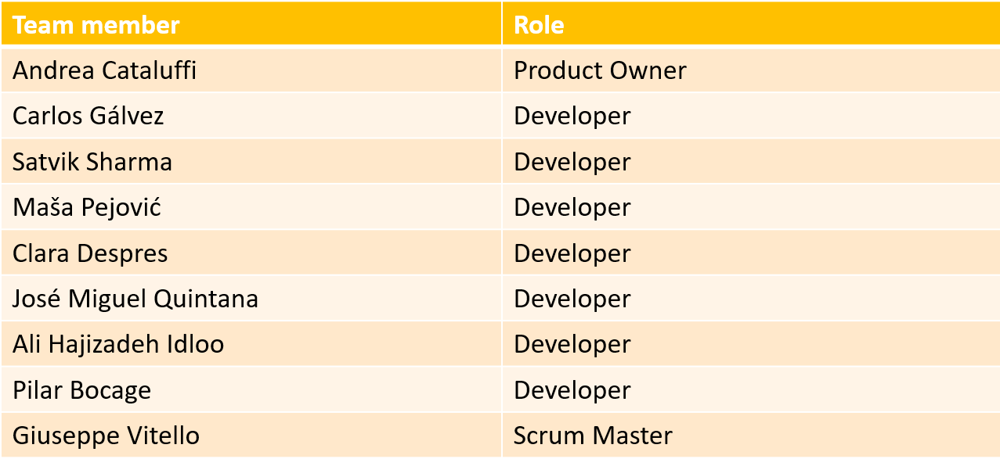 Team member Role
Andrea Cataluffi Product Owner
Carlos Gálvez Developer
Satvik Sharma Developer
Maša Pejović Developer
Clara Despres Developer
José Miguel Quintana Developer
Ali Hajizadeh Idloo Developer
Pilar Bocage Developer
Giuseppe Vitello Scrum Master